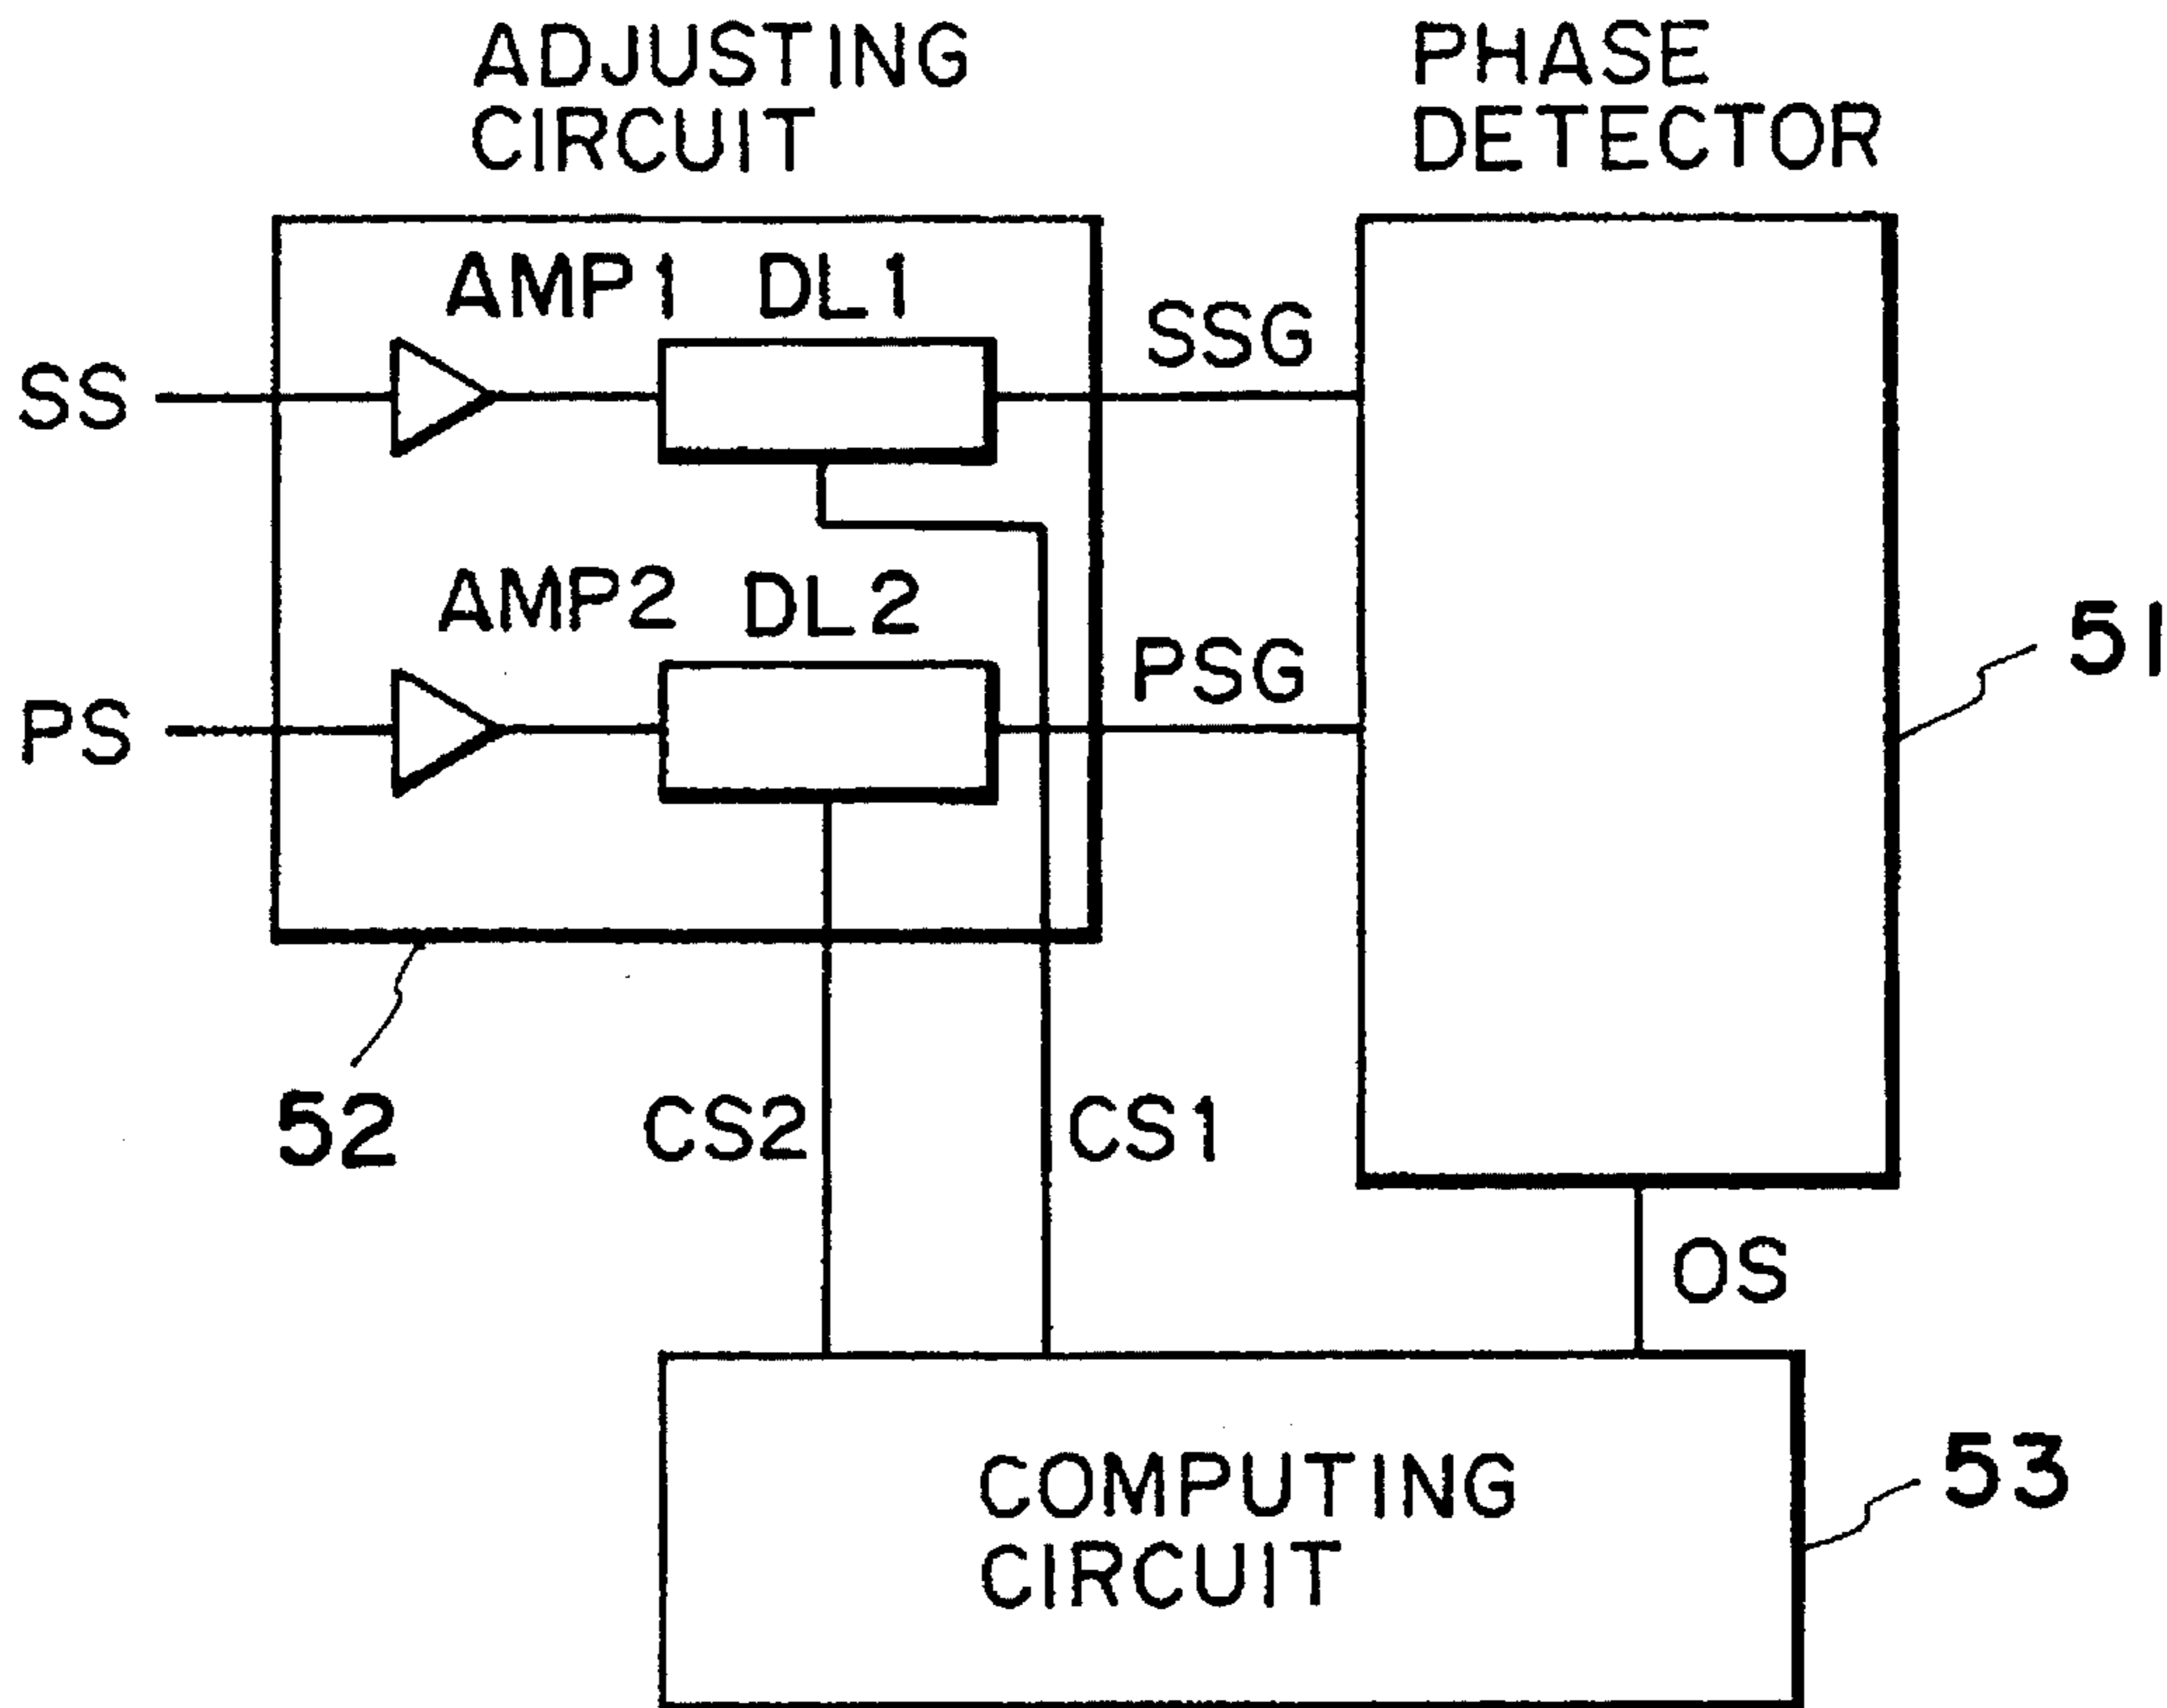 ADJUSTING
CIRCUIT
PHASE
DETECTOR
AMP1 DL1
SSG
SS
AMP2 DL2
PSG
51
PS
52
CS2
CS1
OS
COMPUTING
CIRCUIT
53